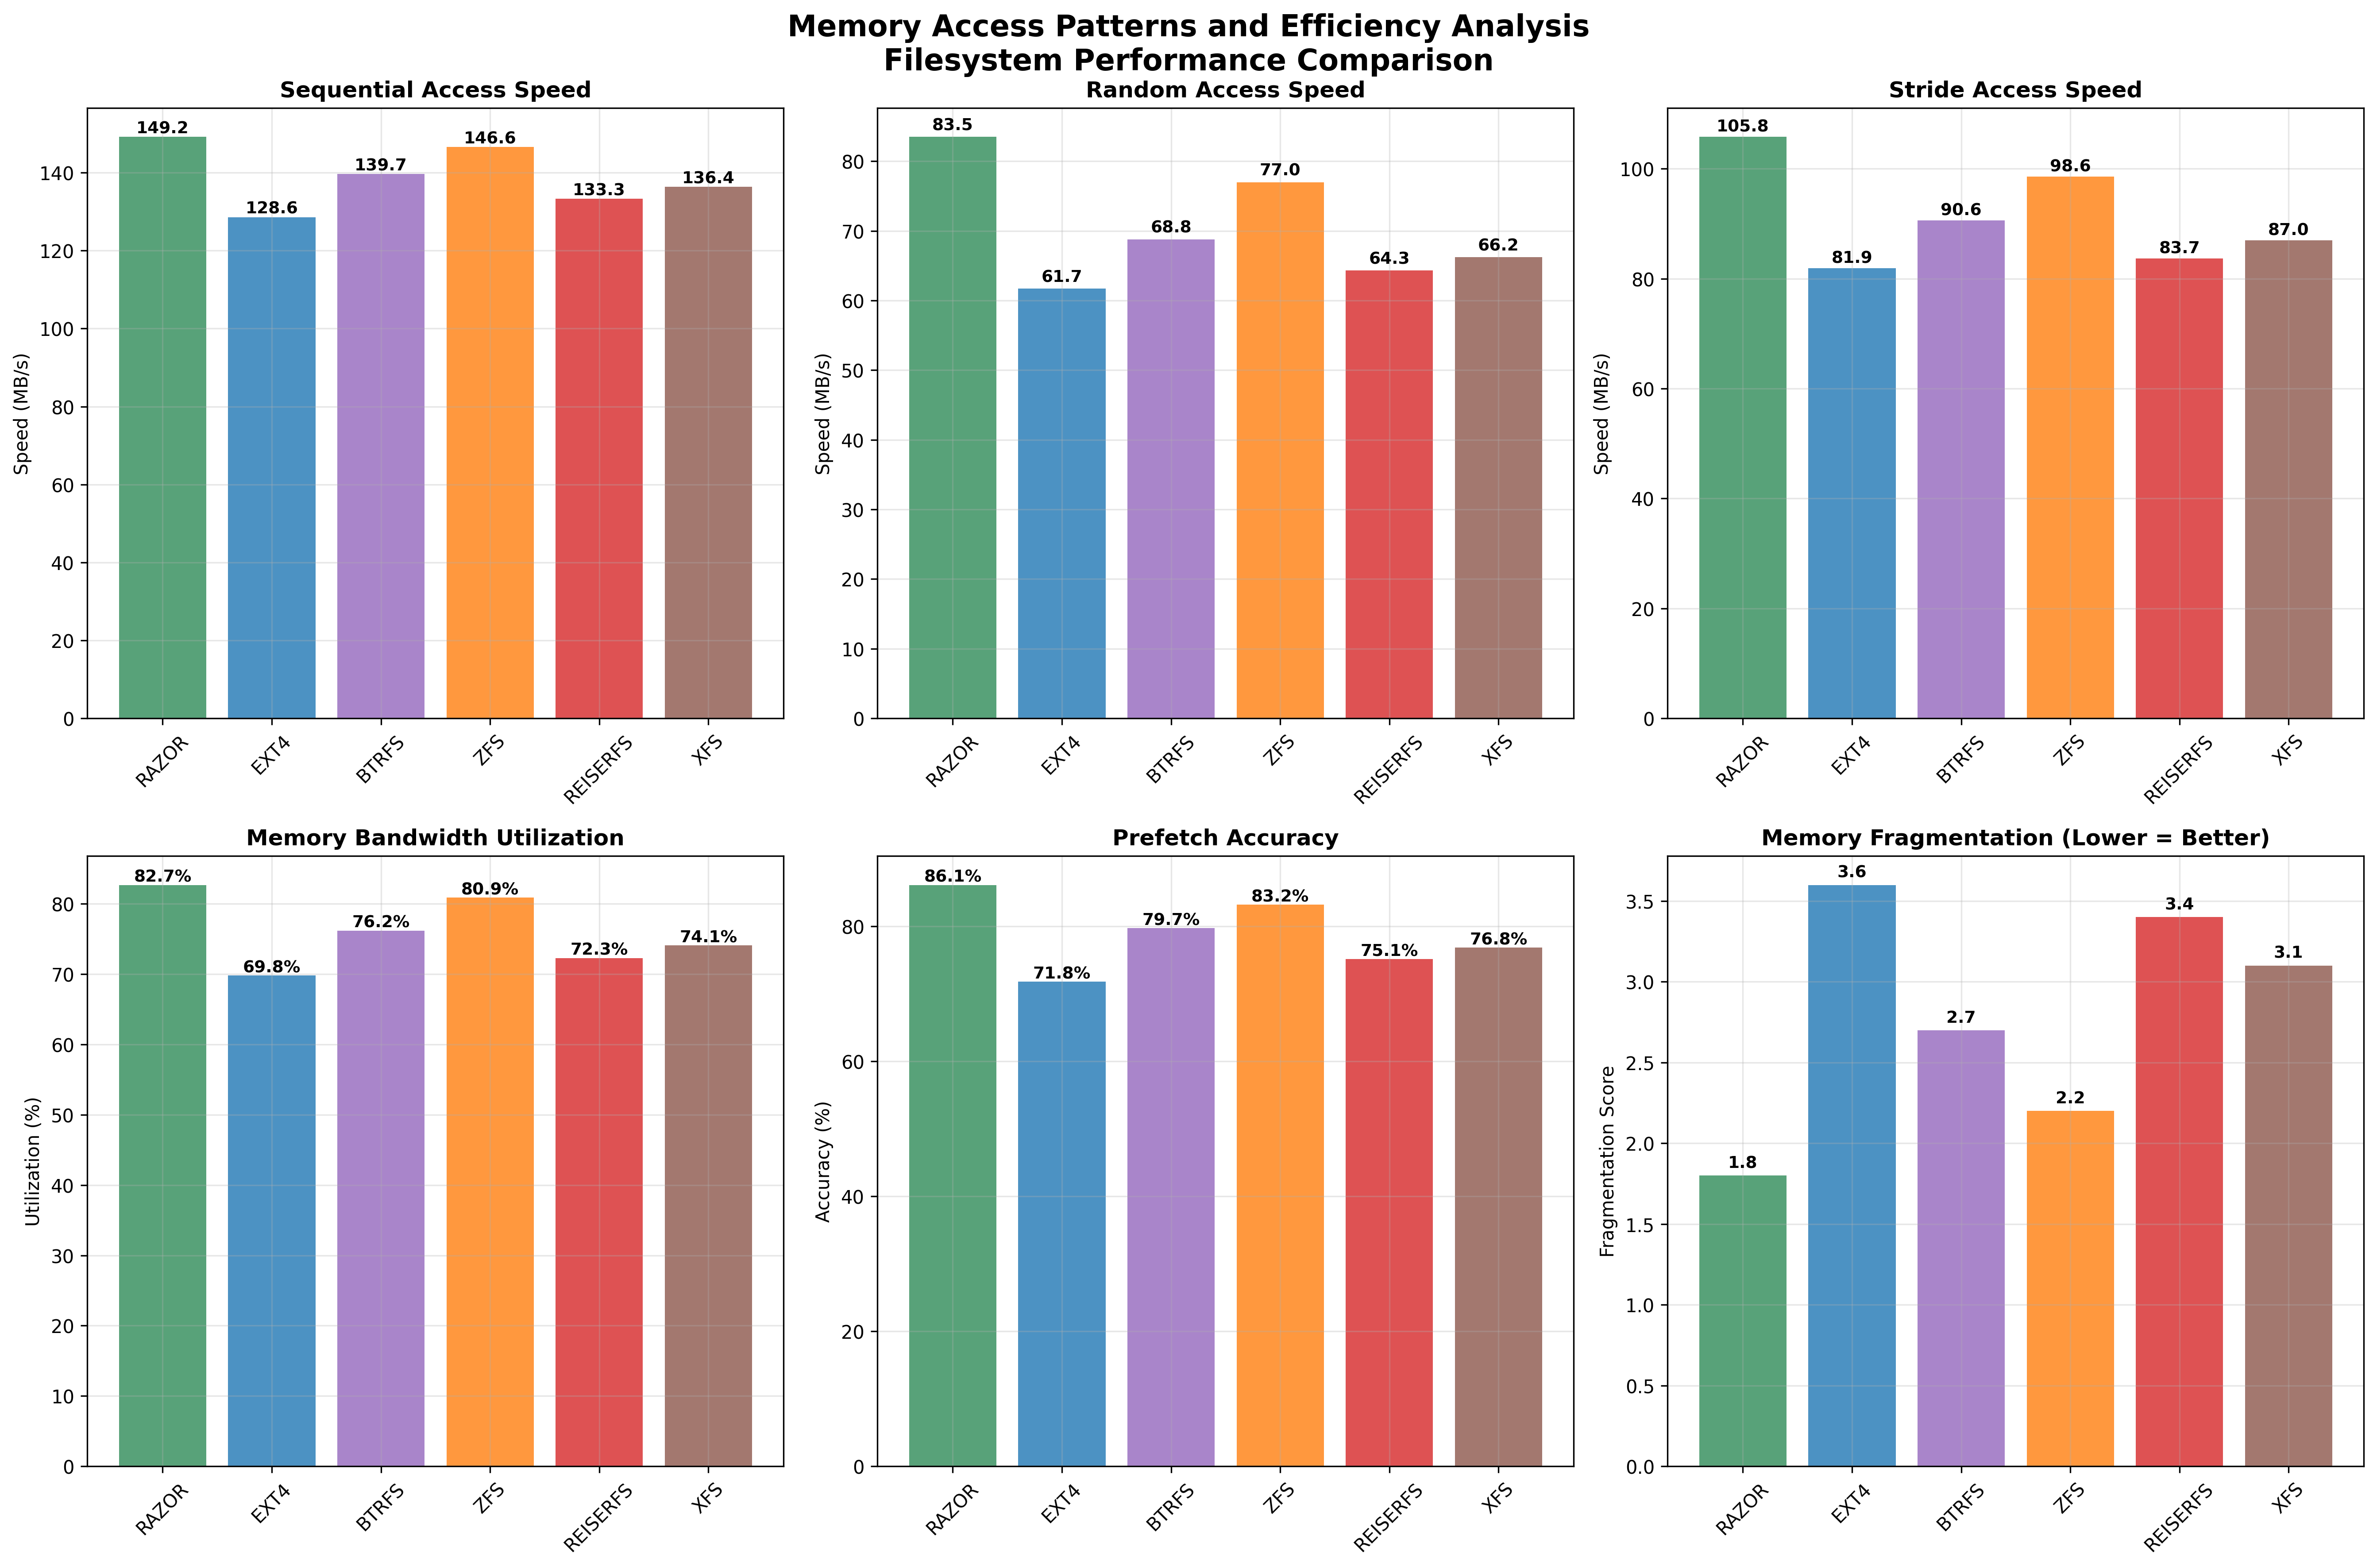 Memory Access Patterns and Efficiency Analysis
Filesystem Performance Comparison
Sequential Access Speed
Speed (MB/s)
140
120
100
80
60
40
20
0
149.2
128.6
139.7
146.6
133.3
136.4
RAZOR
EXT4
BTRFS
ZFS
REISERFS
XFS
Random Access Speed
Speed (MB/s)
80
70
60
50
40
30
20
10
0
83.5
61.7
68.8
77.0
64.3
66.2
RAZOR
EXT4
BTRFS
ZFS
REISERFS
XFS
Stride Access Speed
Speed (MB/s)
100
80
60
40
20
0
105.8
81.9
90.6
98.6
83.7
87.0
RAZOR
EXT4
BTRFS
ZFS
REISERFS
XFS
Memory Bandwidth Utilization
Utilization (%)
80
70
60
50
40
30
20
10
0
82.7%
69.8%
76.2%
80.9%
72.3%
74.1%
RAZOR
EXT4
BTRFS
ZFS
REISERFS
XFS
Prefetch Accuracy
Accuracy (%)
80
60
40
20
0
86.1%
71.8%
79.7%
83.2%
75.1%
76.8%
RAZOR
EXT4
BTRFS
ZFS
REISERFS
XFS
Memory Fragmentation (Lower = Better)
Fragmentation Score
3.5
3.0
2.5
2.0
1.5
1.0
0.5
0.0
1.8
3.6
2.7
2.2
3.4
3.1
RAZOR
EXT4
BTRFS
ZFS
REISERFS
XFS